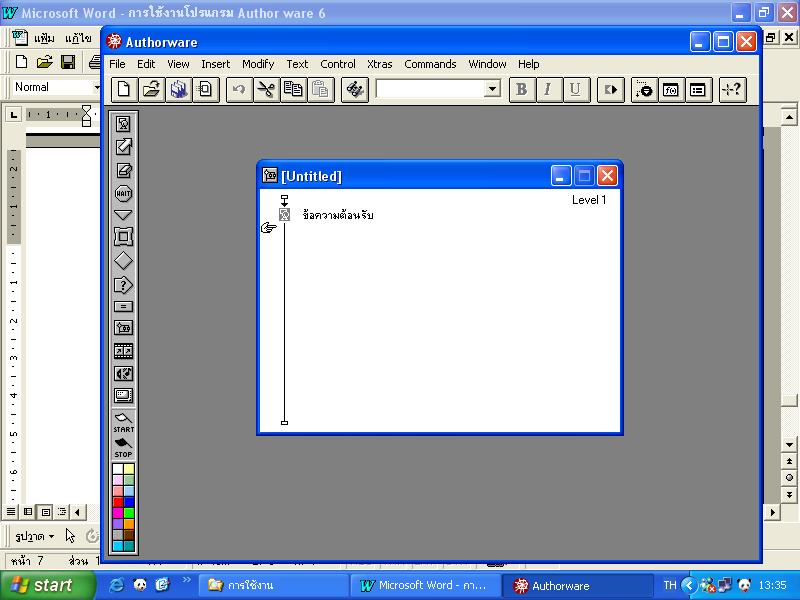 Microsoft Word - การใช้งานโปรแกรม Author ware 6
แฟ้ม แก้ไข
Normal
Authorware
File Edit View Insert Modify Text Control Xtras Commands Window Help
B I U
[Untitled]
Level 1
ข้อความต้อนรับ
WAIT
START
STOP
รูปวาด
หน้า 7 ส่วน 1
start
การใช้งาน
Microsoft Word - กา...
Authorware
TH
13:35